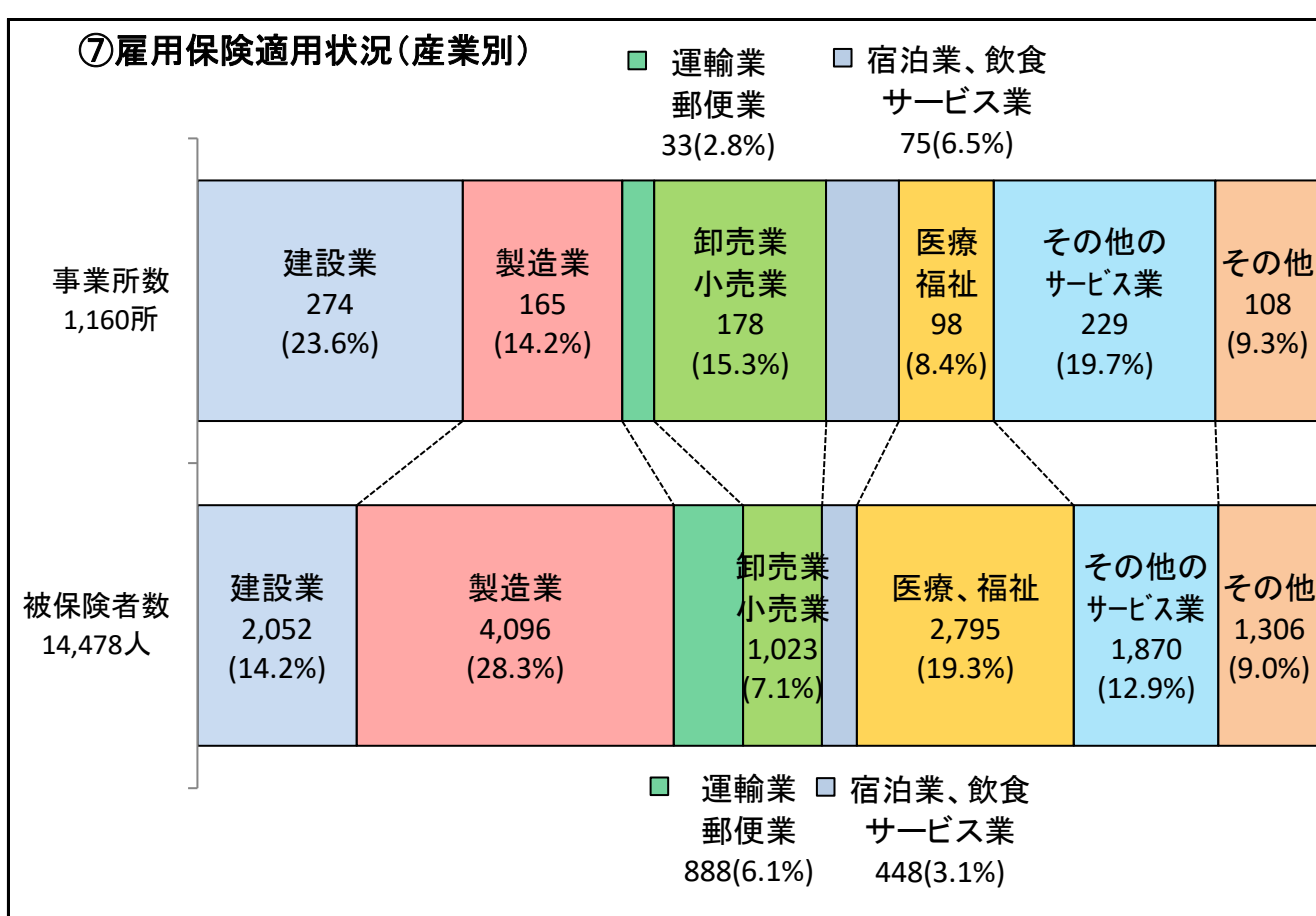 ⑦雇用保険適用状況(産業別)
運輸業
郵便業
33(2.8%)
宿泊業、飲食
サービス業
75(6.5%)
事業所数
1,160所
建設業
274
(23.6%)
製造業
165
(14.2%)
卸売業
小売業
178
(15.3%)
医療
福祉
98
(8.4%)
その他の
ｻｰﾋﾞｽ業
229
(19.7%)
その他
108
(9.3%)
被保険者数
14,478人
建設業
2,052
(14.2%)
製造業
4,096
(28.3%)
卸売業
小売業
1,023
(7.1%)
医療、福祉
2,795
(19.3%)
その他の
ｻｰﾋﾞｽ業
1,870
(12.9%)
その他
1,306
(9.0%)
運輸業
郵便業
888(6.1%)
宿泊業、飲食
サービス業
448(3.1%)